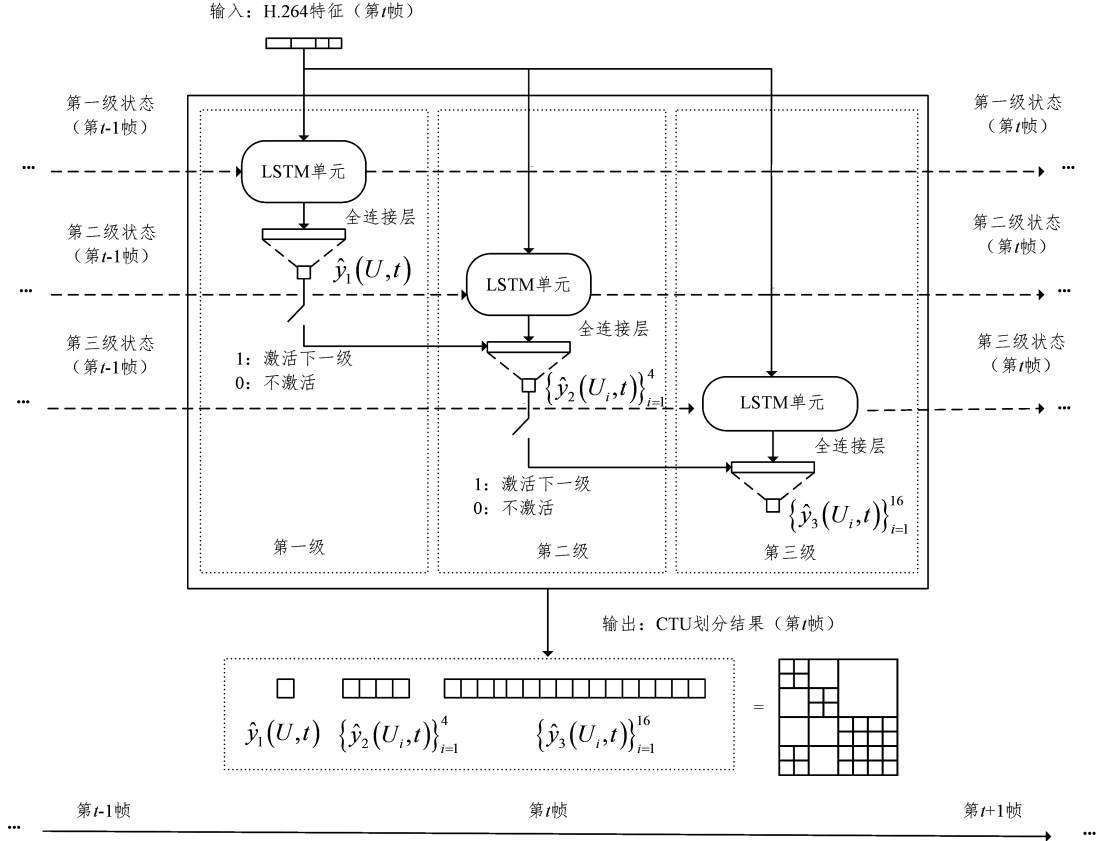 输入：H.264特征（第t帧）
第一级状态
（第t-1帧）
第一级状态
（第t帧）
...
LSTM单元
...
全连接层
第二级状态
（第t-1帧）
第二级状态
（第t帧）
ŷ₁(U,t)
...
LSTM单元
...
全连接层
第三级状态
（第t-1帧）
第三级状态
（第t帧）
1：激活下一级
0：不激活
{ŷ₂(Uᵢ,t)}⁴ᵢ₌₁
...
LSTM单元
...
全连接层
1：激活下一级
0：不激活
{ŷ₃(Uᵢ,t)}¹⁶ᵢ₌₁
第一级
第二级
第三级
输出：CTU划分结果（第t帧）
=
ŷ₁(U,t)
{ŷ₂(Uᵢ,t)}⁴ᵢ₌₁
{ŷ₃(Uᵢ,t)}¹⁶ᵢ₌₁
第t-1帧
第t帧
第t+1帧
...
...